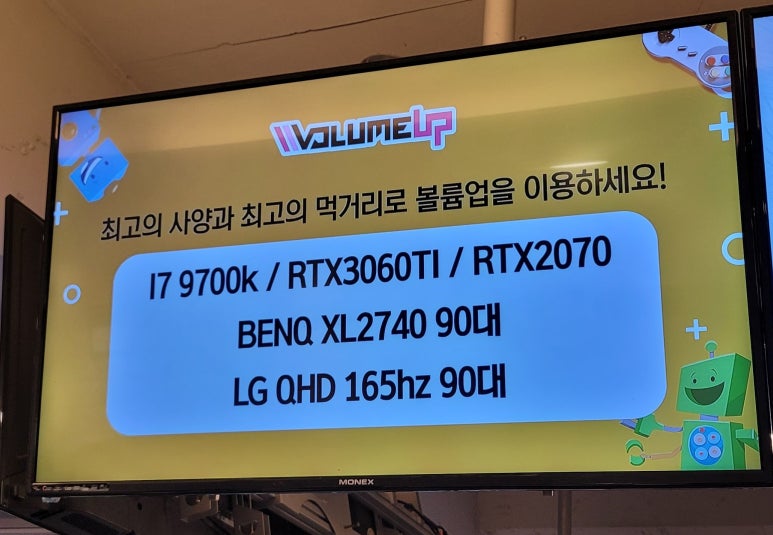 VOLUMEUP
최고의 사양과 최고의 먹거리로 볼륨업을 이용하세요!
I7 9700k / RTX3060TI / RTX2070
BENQ XL2740 90대
LG QHD 165hz 90대
MONEX